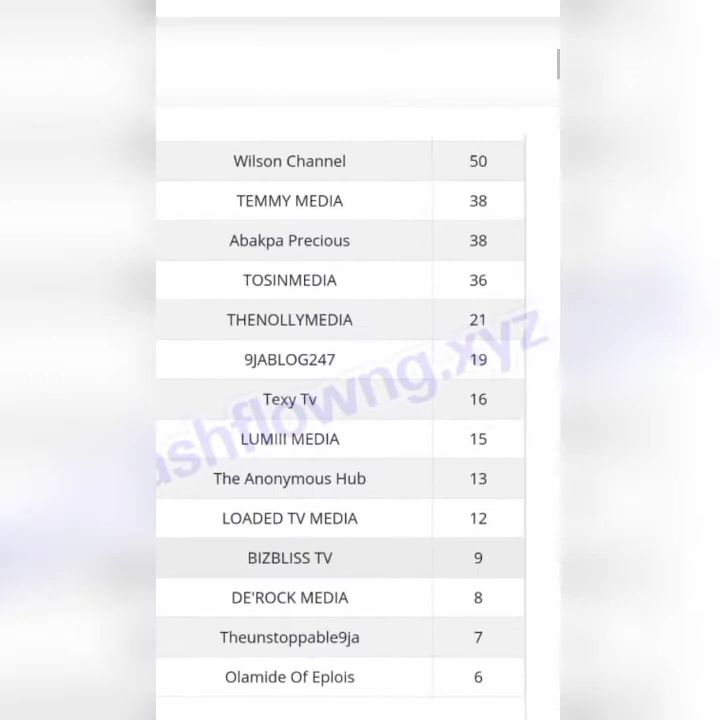 Wilson Channel 50
TEMMY MEDIA 38
Abakpa Precious 38
TOSINMEDIA 36
THENOLLYMEDIA 21
9JABLOG247 19
Texy Tv 16
LUMIII MEDIA 15
The Anonymous Hub 13
LOADED TV MEDIA 12
BIZBLISS TV 9
DE'ROCK MEDIA 8
Theunstoppable9ja 7
Olamide Of Eplois 6
ashflowng.xyz